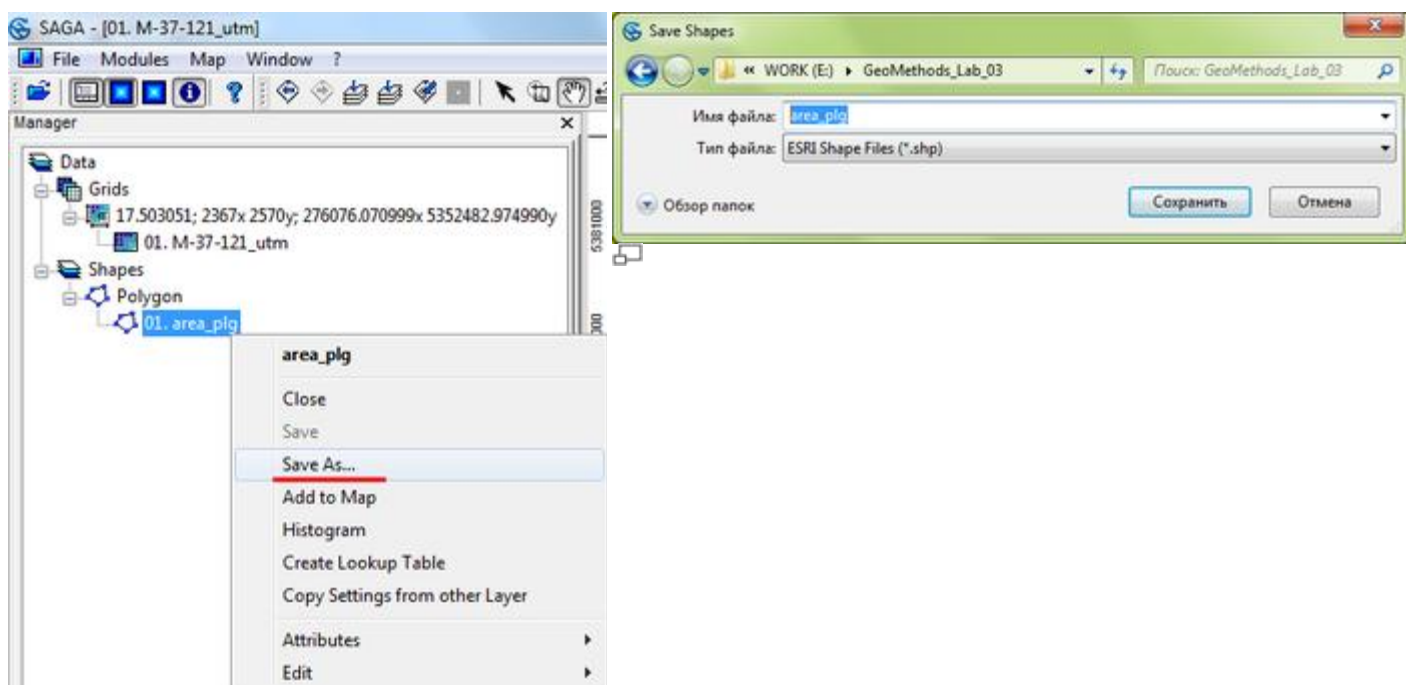 SAGA - [01. M-37-121_utm]
File Modules Map Window ?
Manager
Data
Grids
17.503051; 2367x 2570y; 276076.070999x 5352482.974990y
01. M-37-121_utm
Shapes
Polygon
01. area_plg
area_plg
Close
Save
Save As...
Add to Map
Histogram
Create Lookup Table
Copy Settings from other Layer
Attributes
Edit
5381000
000
Save Shapes
« WORK (E:) ▸ GeoMethods_Lab_03
Поиск: GeoMethods_Lab_03
Имя файла: area_plg
Тип файла: ESRI Shape Files (*.shp)
Обзор папок
Сохранить
Отмена